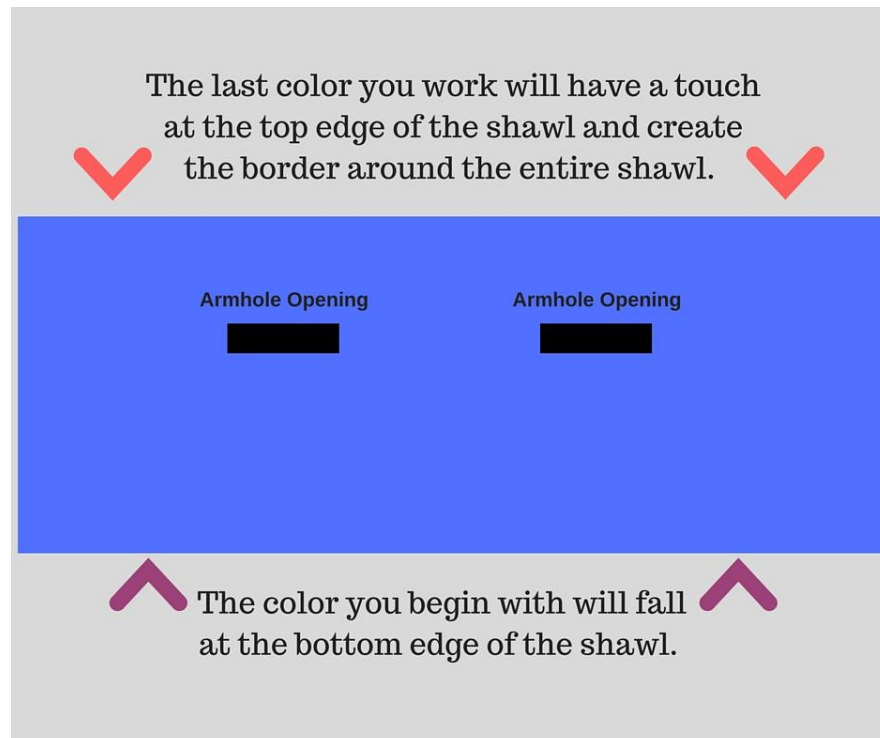 The last color you work will have a touch
at the top edge of the shawl and create
the border around the entire shawl.
Armhole Opening
Armhole Opening
The color you begin with will fall
at the bottom edge of the shawl.